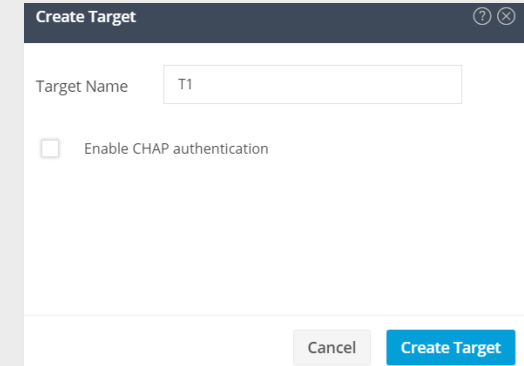 Create Target
Target Name
T1
Enable CHAP authentication
Cancel
Create Target